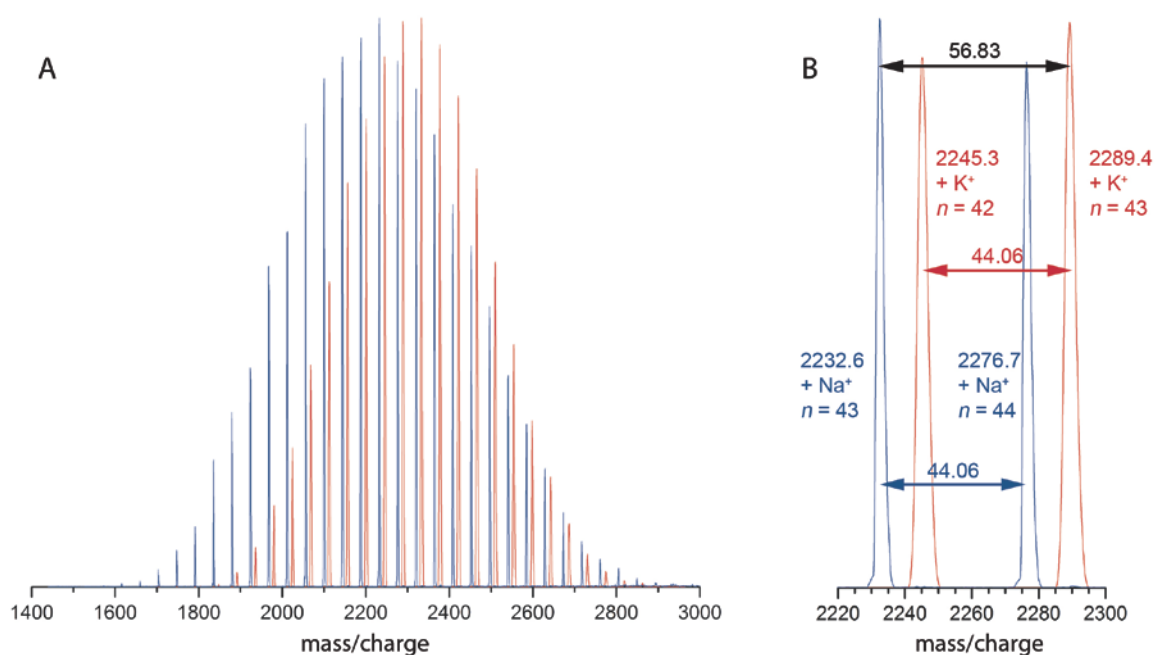 A
1400 1600 1800 2000 2200 2400 2600 2800 3000
mass/charge
B
56.83
2245.3
+ K⁺
n = 42
2289.4
+ K⁺
n = 43
44.06
2232.6
+ Na⁺
n = 43
2276.7
+ Na⁺
n = 44
44.06
2220 2240 2260 2280 2300
mass/charge